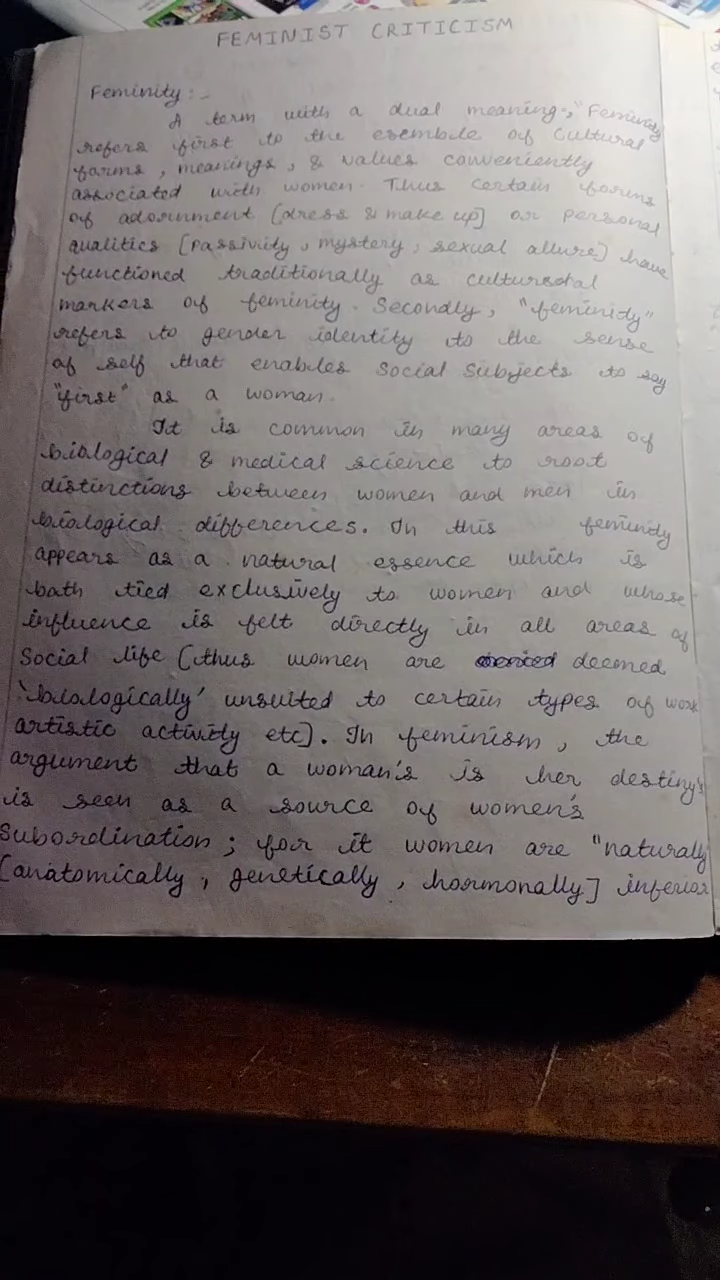 FEMINIST CRITICISM
Feminity :-
A term with a dual meaning, "Feminity
refers first to the esemble of Cultural
forms, meanings, & values conveniently
associated with women. Thus certain forms
of adornment [dress & make up] or personal
qualities [passivity, mystery, sexual allure] have
functioned traditionally as culturedal
markers of feminity. Secondly, "feminity"
refers to gender identity to the sense
of self that enables Social Subjects to say
"first" as a woman.
It is common in many areas of
biological & medical science to root
distinctions between women and men in
biological differences. In this feminity
appears as a natural essence which is
bath tied exclusively to women and whose
influence is felt directly in all areas of
Social life [thus women are deemed
'biologically' unsuited to certain types of work
artistic activity etc]. In feminism, the
argument that a woman's is her destiny's
is seen as a source of women's
Subordination; for it women are "naturally
[anatomically, genetically, hormonally] inferior